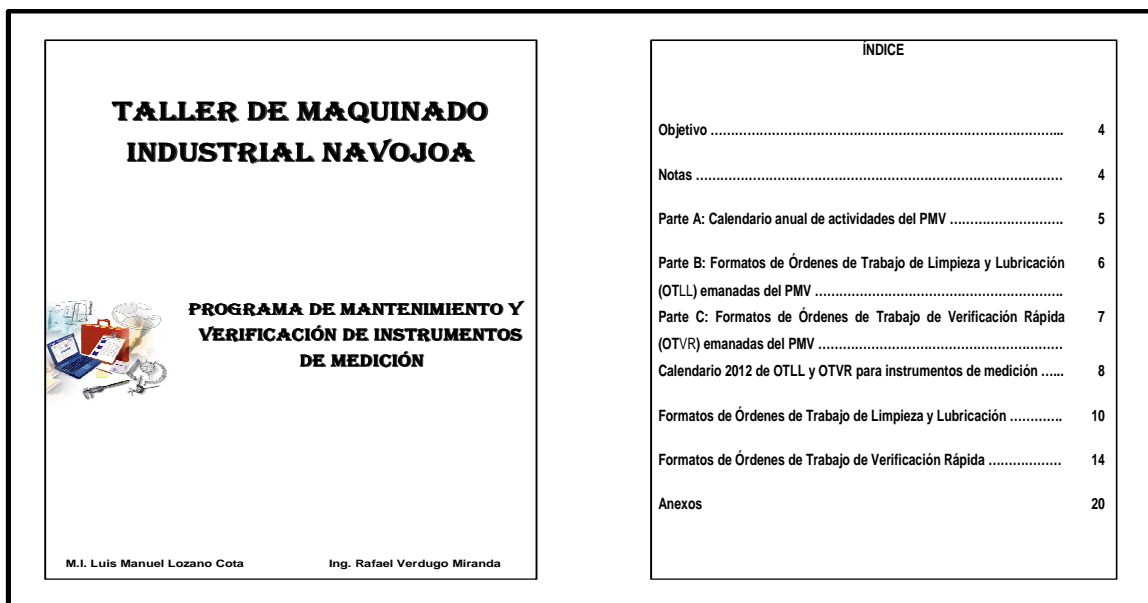 TALLER DE MAQUINADO
INDUSTRIAL NAVOJOA
PROGRAMA DE MANTENIMIENTO Y
VERIFICACIÓN DE INSTRUMENTOS
DE MEDICIÓN
M.I. Luis Manuel Lozano Cota Ing. Rafael Verdugo Miranda
ÍNDICE
Objetivo ………………………………………………………………………... 4
Notas ……………………………………………………………………………… 4
Parte A: Calendario anual de actividades del PMV ………………………. 5
Parte B: Formatos de Órdenes de Trabajo de Limpieza y Lubricación 6
(OTLL) emanadas del PMV …………………………………………………..
Parte C: Formatos de Órdenes de Trabajo de Verificación Rápida 7
(OTVR) emanadas del PMV ……………………………………………………
Calendario 2012 de OTLL y OTVR para instrumentos de medición …... 8
Formatos de Órdenes de Trabajo de Limpieza y Lubricación …………. 10
Formatos de Órdenes de Trabajo de Verificación Rápida ……………… 14
Anexos 20